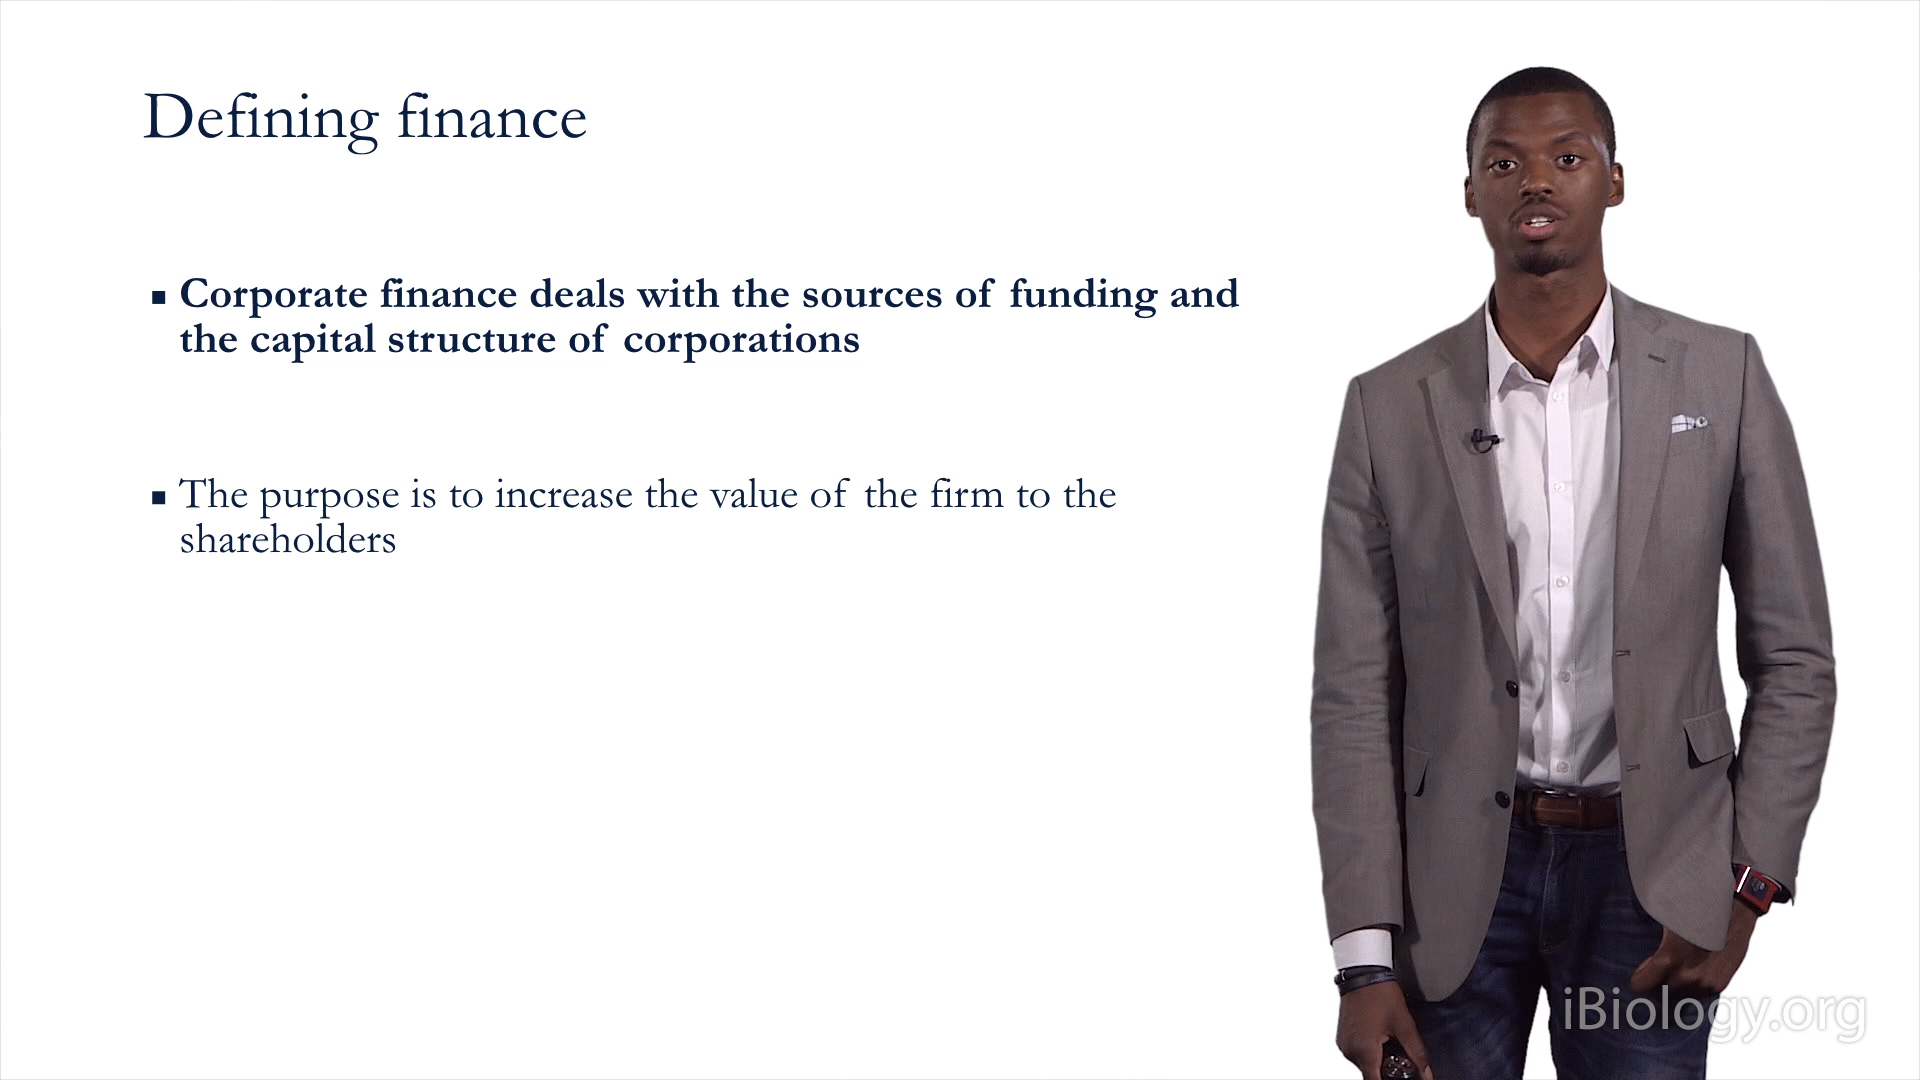 Defining finance
▪ Corporate finance deals with the sources of funding and
the capital structure of corporations
▪ The purpose is to increase the value of the firm to the
shareholders
iBiology.org